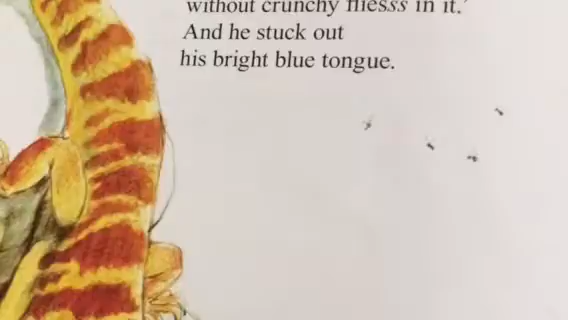 without crunchy fliesss in it.’
And he stuck out
his bright blue tongue.